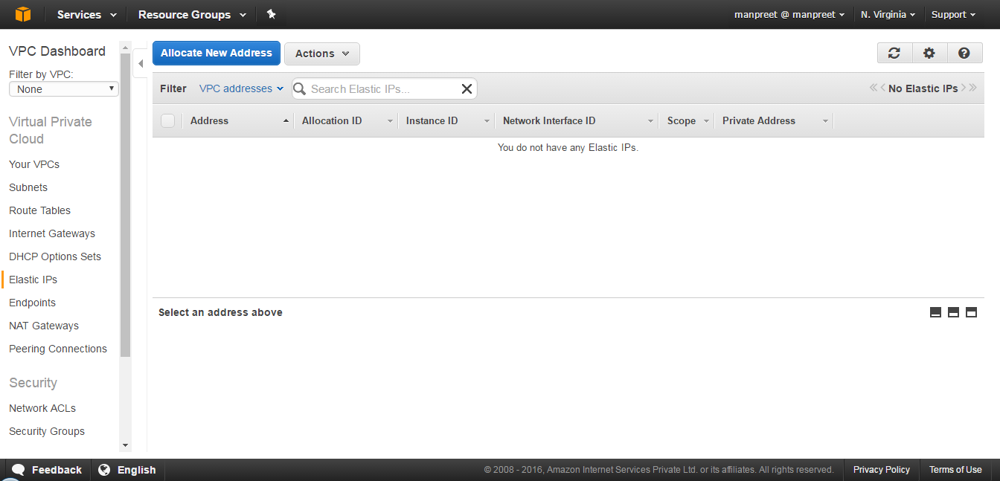 Services Resource Groups manpreet @ manpreet N. Virginia Support
VPC Dashboard
Filter by VPC:
None
Virtual Private
Cloud
Your VPCs
Subnets
Route Tables
Internet Gateways
DHCP Options Sets
Elastic IPs
Endpoints
NAT Gateways
Peering Connections
Security
Network ACLs
Security Groups
Allocate New Address Actions
Filter VPC addresses Search Elastic IPs... No Elastic IPs
Address Allocation ID Instance ID Network Interface ID Scope Private Address
You do not have any Elastic IPs.
Select an address above
Feedback English © 2008 - 2016, Amazon Internet Services Private Ltd. or its affiliates. All rights reserved. Privacy Policy Terms of Use